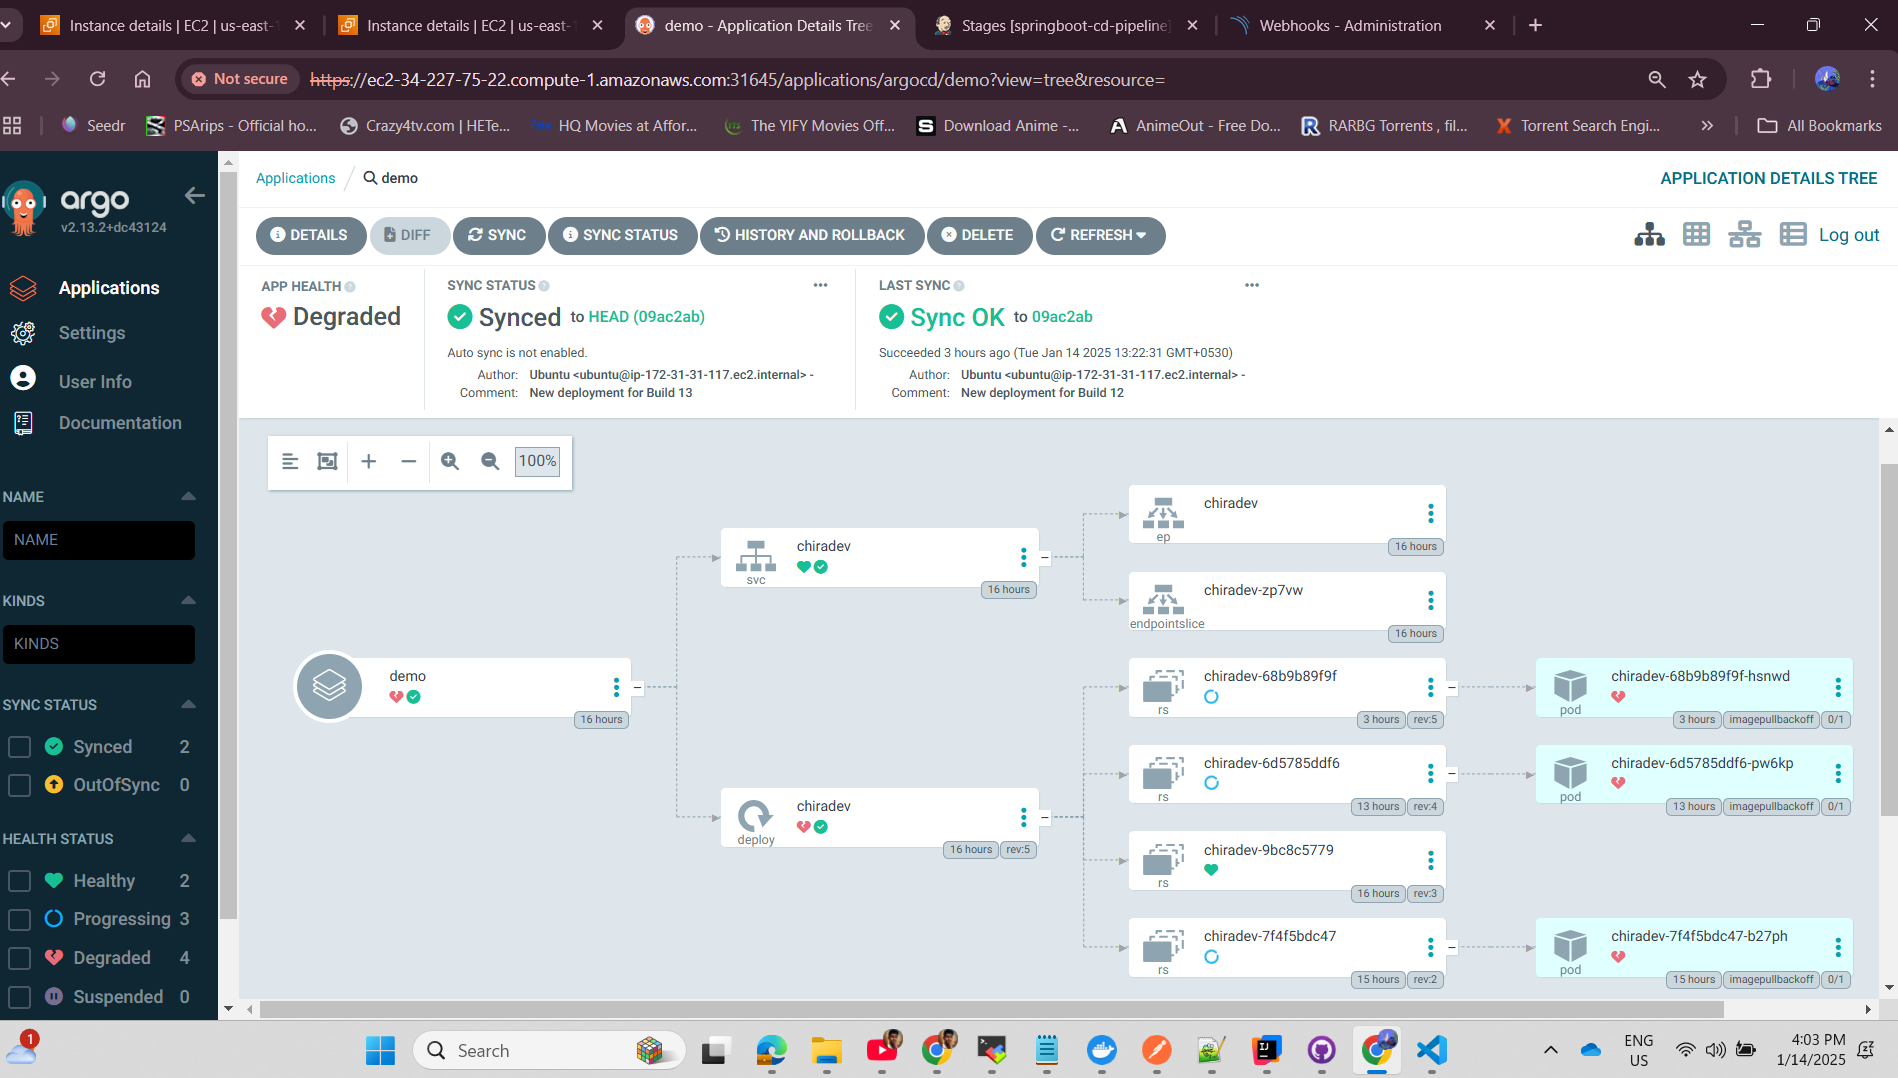 Instance details | EC2 | us-east-1
Instance details | EC2 | us-east-1
demo - Application Details Tree
Stages [springboot-cd-pipeline]
Webhooks - Administration
Not secure
https://ec2-34-227-75-22.compute-1.amazonaws.com:31645/applications/argocd/demo?view=tree&resource=
Seedr
PSArips - Official ho...
Crazy4tv.com | HETe...
HQ Movies at Affor...
The YIFY Movies Off...
Download Anime -...
AnimeOut - Free Do...
RARBG Torrents , fil...
Torrent Search Engi...
All Bookmarks
argo
v2.13.2+dc43124
Applications
Settings
User Info
Documentation
NAME
NAME
KINDS
KINDS
SYNC STATUS
Synced 2
OutOfSync 0
HEALTH STATUS
Healthy 2
Progressing 3
Degraded 4
Suspended 0
Applications / demo
APPLICATION DETAILS TREE
DETAILS
DIFF
SYNC
SYNC STATUS
HISTORY AND ROLLBACK
DELETE
REFRESH
Log out
APP HEALTH
Degraded
SYNC STATUS
Synced to HEAD (09ac2ab)
Auto sync is not enabled.
Author: Ubuntu <ubuntu@ip-172-31-31-117.ec2.internal> -
Comment: New deployment for Build 13
LAST SYNC
Sync OK to 09ac2ab
Succeeded 3 hours ago (Tue Jan 14 2025 13:22:31 GMT+0530)
Author: Ubuntu <ubuntu@ip-172-31-31-117.ec2.internal> -
Comment: New deployment for Build 12
100%
demo
16 hours
chiradev
svc
16 hours
chiradev
deploy
16 hours rev:5
chiradev
ep
16 hours
chiradev-zp7vw
endpointslice
16 hours
chiradev-68b9b89f9f
rs
3 hours rev:5
chiradev-68b9b89f9f-hsnwd
pod
3 hours imagepullbackoff 0/1
chiradev-6d5785ddf6
rs
13 hours rev:4
chiradev-6d5785ddf6-pw6kp
pod
13 hours imagepullbackoff 0/1
chiradev-9bc8c5779
rs
16 hours rev:3
chiradev-7f4f5bdc47
rs
15 hours rev:2
chiradev-7f4f5bdc47-b27ph
pod
15 hours imagepullbackoff 0/1
1
Search
ENG
US
4:03 PM
1/14/2025